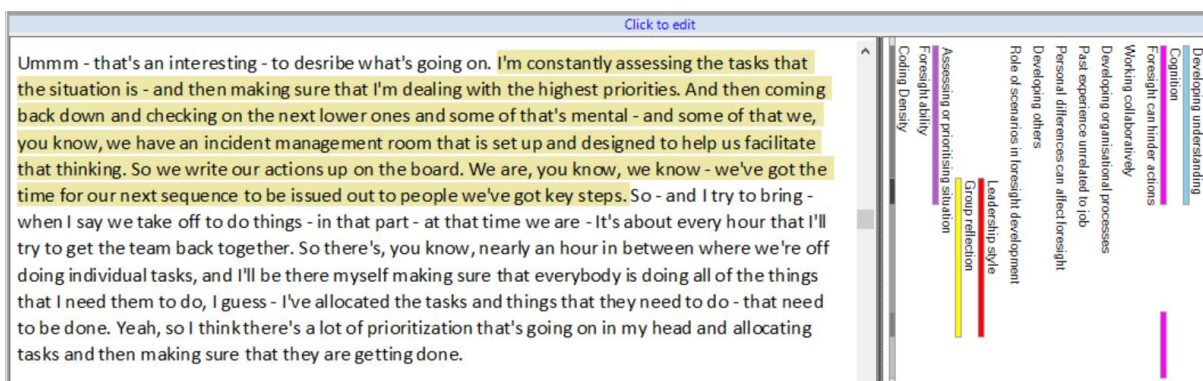 Click to edit
Ummm - that's an interesting - to desribe what's going on. I'm constantly assessing the tasks that
the situation is - and then making sure that I'm dealing with the highest priorities. And then coming
back down and checking on the next lower ones and some of that's mental - and some of that we,
you know, we have an incident management room that is set up and designed to help us facilitate
that thinking. So we write our actions up on the board. We are, you know, we know - we've got the
time for our next sequence to be issued out to people we've got key steps. So - and I try to bring -
when I say we take off to do things - in that part - at that time we are - It's about every hour that I'll
try to get the team back together. So there's, you know, nearly an hour in between where we're off
doing individual tasks, and I'll be there myself making sure that everybody is doing all of the things
that I need them to do, I guess - I've allocated the tasks and things that they need to do - that need
to be done. Yeah, so I think there's a lot of prioritization that's going on in my head and allocating
tasks and then making sure that they are getting done.
Coding Density
Foresight ability
Assessing or prioritising situation
Group reflection
Leadership style
Role of scenarios in foresight development
Developing others
Personal differences can affect foresight
Past experience unrelated to job
Developing organisational processes
Working collaboratively
Foresight can hinder actions
Cognition
Developing understanding